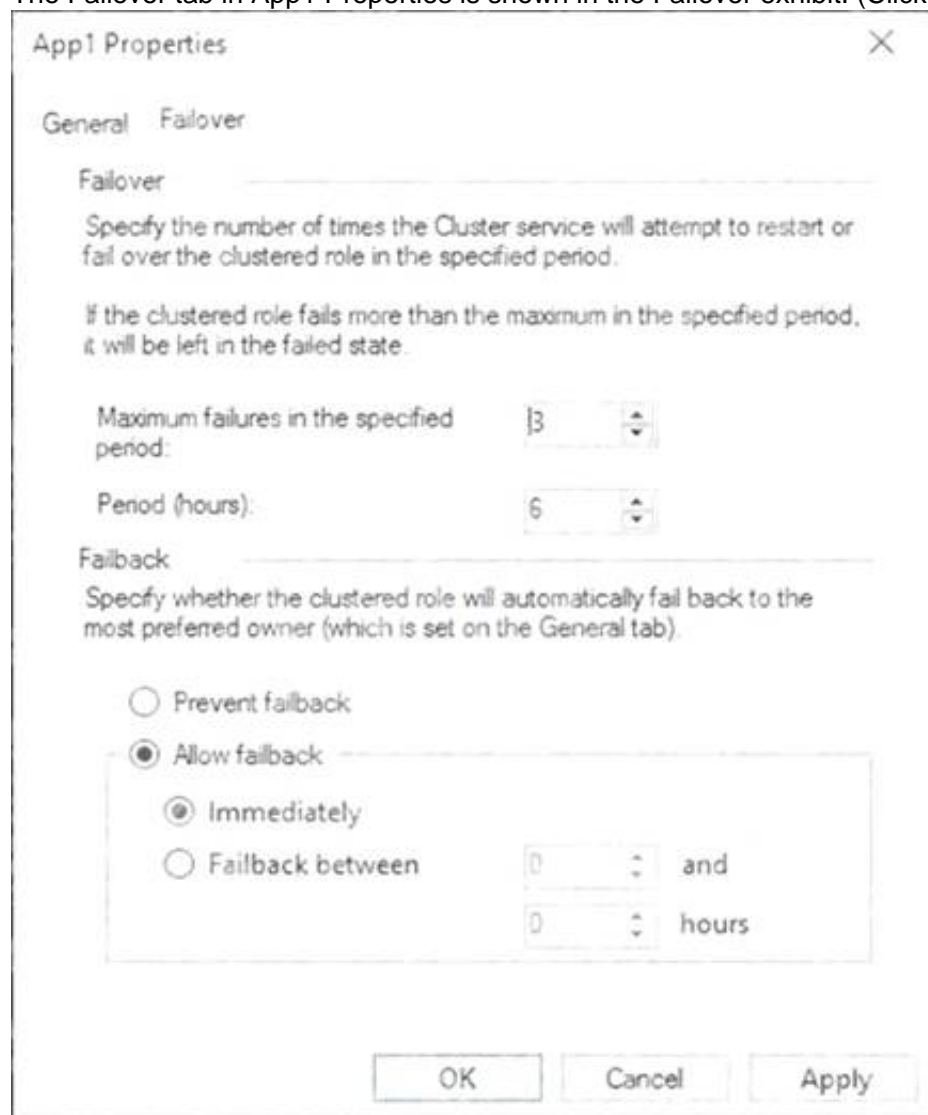 The Failover tab in App1 Properties is shown in the Failover exhibit. (Click
App1 Properties
General Failover
Failover
Specify the number of times the Cluster service will attempt to restart or
fail over the clustered role in the specified period.
If the clustered role fails more than the maximum in the specified period,
it will be left in the failed state.
Maximum failures in the specified
period:
3
Period (hours):
6
Failback
Specify whether the clustered role will automatically fail back to the
most preferred owner (which is set on the General tab).
Prevent failback
Allow failback
Immediately
Failback between 0 and
0 hours
OK Cancel Apply